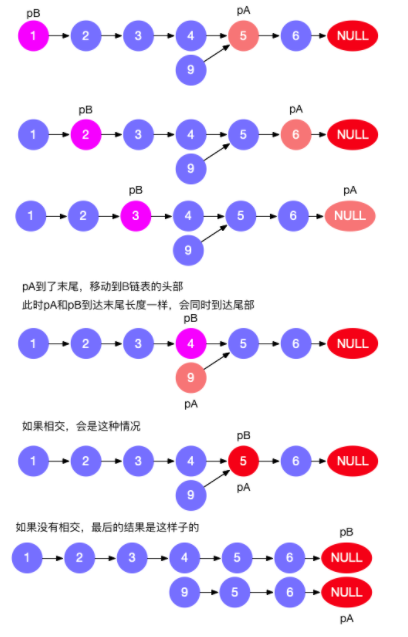 pB pA
1 2 3 4 5 6 NULL
9
pB pA
1 2 3 4 5 6 NULL
9
pB pA
1 2 3 4 5 6 NULL
9
pA到了末尾，移动到B链表的头部
此时pA和pB到达末尾长度一样，会同时到达尾部
pB
1 2 3 4 5 6 NULL
9
pA
如果相交，会是这种情况
pB
1 2 3 4 5 6 NULL
9 pA
如果没有相交，最后的结果是这样子的
pB
1 2 3 4 5 6 NULL
9 5 6 NULL
pA